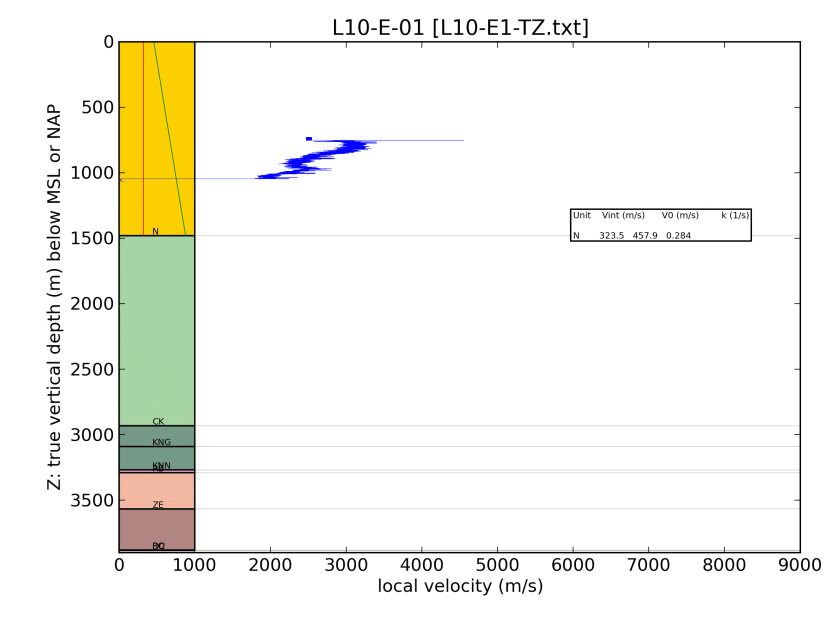 L10-E-01 [L10-E1-TZ.txt]
Z: true vertical depth (m) below MSL or NAP
0
500
1000
1500
2000
2500
3000
3500
N
CK
KNG
KNN
ZE
Unit Vint (m/s) V0 (m/s) k (1/s)
N 323.5 457.9 0.284
0 1000 2000 3000 4000 5000 6000 7000 8000 9000
local velocity (m/s)